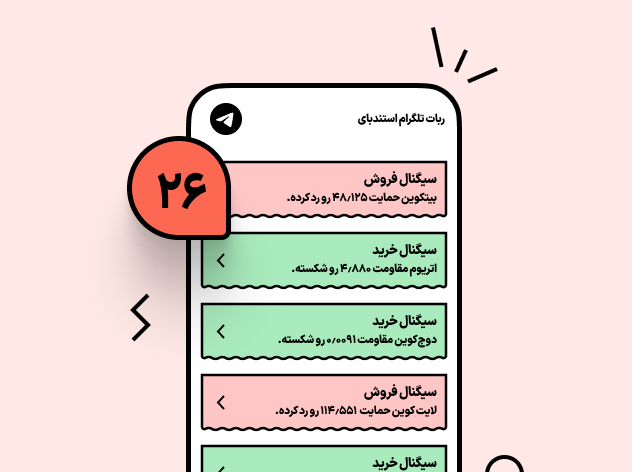 ربات تلگرام استندبای
۲۶
سیگنال فروش
بیتکوین حمایت ۴۸٫۱۲۵ رو رد کرده.
سیگنال خرید
اتریوم مقاومت ۴٫۸۸۰ رو شکسته.
سیگنال خرید
دوج‌کوین مقاومت ۰٫۰۰۹۱ رو شکسته.
سیگنال فروش
لایت‌کوین حمایت ۱۱۴٫۵۵۱ رو رد کرده.
سیگنال خرید